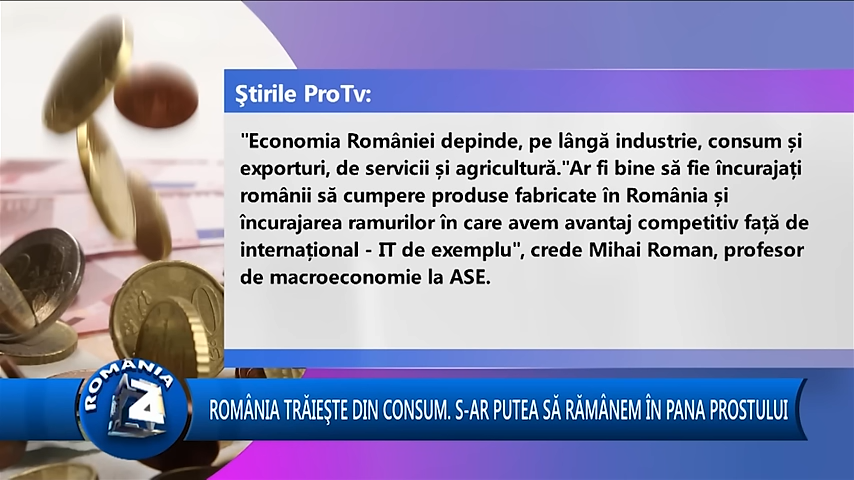 Ştirile ProTv:
"Economia României depinde, pe lângă industrie, consum și
exporturi, de servicii și agricultură."Ar fi bine să fie încurajați
românii să cumpere produse fabricate în România și
încurajarea ramurilor în care avem avantaj competitiv față de
internațional - IT de exemplu", crede Mihai Roman, profesor
de macroeconomie la ASE.
ROMÂNIA
Z
ROMÂNIA TRĂIEŞTE DIN CONSUM. S-AR PUTEA SĂ RĂMÂNEM ÎN PANA PROSTULUI